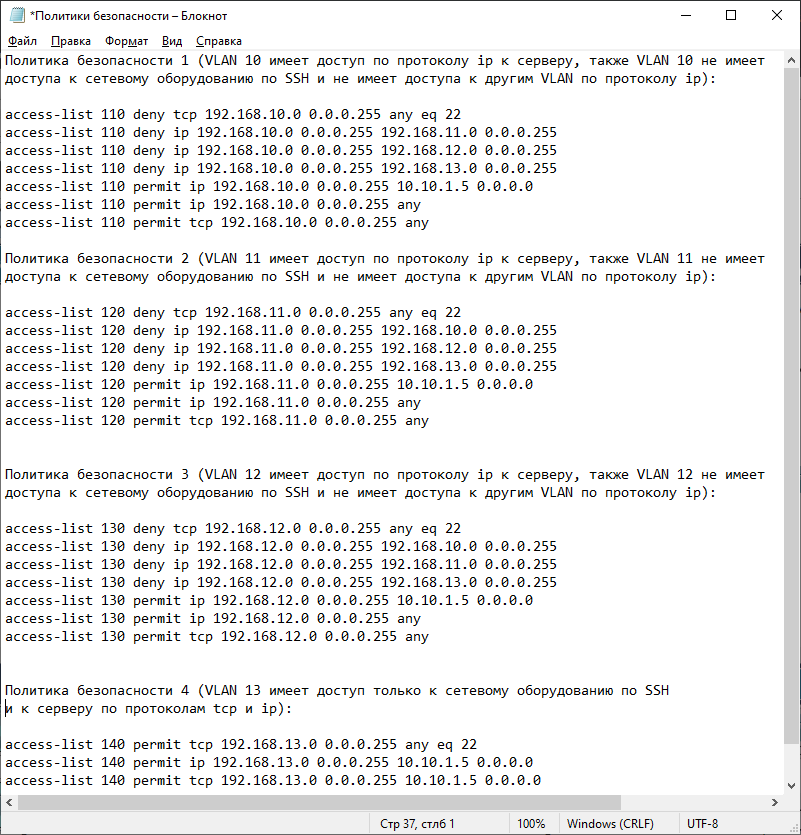 *Политики безопасности – Блокнот
Файл Правка Формат Вид Справка
Политика безопасности 1 (VLAN 10 имеет доступ по протоколу ip к серверу, также VLAN 10 не имеет
доступа к сетевому оборудованию по SSH и не имеет доступа к другим VLAN по протоколу ip):
access-list 110 deny tcp 192.168.10.0 0.0.0.255 any eq 22
access-list 110 deny ip 192.168.10.0 0.0.0.255 192.168.11.0 0.0.0.255
access-list 110 deny ip 192.168.10.0 0.0.0.255 192.168.12.0 0.0.0.255
access-list 110 deny ip 192.168.10.0 0.0.0.255 192.168.13.0 0.0.0.255
access-list 110 permit ip 192.168.10.0 0.0.0.255 10.10.1.5 0.0.0.0
access-list 110 permit ip 192.168.10.0 0.0.0.255 any
access-list 110 permit tcp 192.168.10.0 0.0.0.255 any
Политика безопасности 2 (VLAN 11 имеет доступ по протоколу ip к серверу, также VLAN 11 не имеет
доступа к сетевому оборудованию по SSH и не имеет доступа к другим VLAN по протоколу ip):
access-list 120 deny tcp 192.168.11.0 0.0.0.255 any eq 22
access-list 120 deny ip 192.168.11.0 0.0.0.255 192.168.10.0 0.0.0.255
access-list 120 deny ip 192.168.11.0 0.0.0.255 192.168.12.0 0.0.0.255
access-list 120 deny ip 192.168.11.0 0.0.0.255 192.168.13.0 0.0.0.255
access-list 120 permit ip 192.168.11.0 0.0.0.255 10.10.1.5 0.0.0.0
access-list 120 permit ip 192.168.11.0 0.0.0.255 any
access-list 120 permit tcp 192.168.11.0 0.0.0.255 any
Политика безопасности 3 (VLAN 12 имеет доступ по протоколу ip к серверу, также VLAN 12 не имеет
доступа к сетевому оборудованию по SSH и не имеет доступа к другим VLAN по протоколу ip):
access-list 130 deny tcp 192.168.12.0 0.0.0.255 any eq 22
access-list 130 deny ip 192.168.12.0 0.0.0.255 192.168.10.0 0.0.0.255
access-list 130 deny ip 192.168.12.0 0.0.0.255 192.168.11.0 0.0.0.255
access-list 130 deny ip 192.168.12.0 0.0.0.255 192.168.13.0 0.0.0.255
access-list 130 permit ip 192.168.12.0 0.0.0.255 10.10.1.5 0.0.0.0
access-list 130 permit ip 192.168.12.0 0.0.0.255 any
access-list 130 permit tcp 192.168.12.0 0.0.0.255 any
Политика безопасности 4 (VLAN 13 имеет доступ только к сетевому оборудованию по SSH
и к серверу по протоколам tcp и ip):
access-list 140 permit tcp 192.168.13.0 0.0.0.255 any eq 22
access-list 140 permit ip 192.168.13.0 0.0.0.255 10.10.1.5 0.0.0.0
access-list 140 permit tcp 192.168.13.0 0.0.0.255 10.10.1.5 0.0.0.0
Стр 37, стлб 1 100% Windows (CRLF) UTF-8